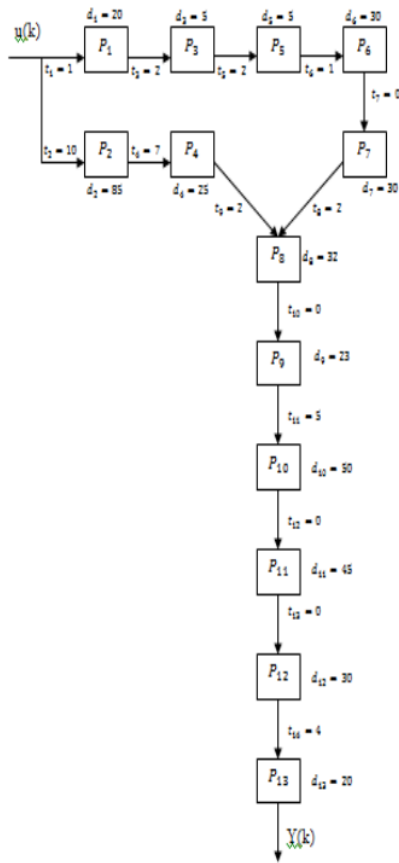 u(k)
d₁ = 20
d₃ = 5
d₅ = 5
d₆ = 30
P₁
P₃
P₅
P₆
t₁ = 1
t₃ = 2
t₅ = 2
t₆ = 1
t₇ = 0
t₂ = 10
P₂
t₄ = 7
P₄
P₇
d₂ = 85
d₄ = 25
d₇ = 30
t₉ = 2
t₈ = 2
P₈
d₈ = 32
t₁₀ = 0
P₉
d₉ = 23
t₁₁ = 5
P₁₀
d₁₀ = 50
t₁₂ = 0
P₁₁
d₁₁ = 45
t₁₃ = 0
P₁₂
d₁₂ = 30
t₁₄ = 4
P₁₃
d₁₃ = 20
Y(k)